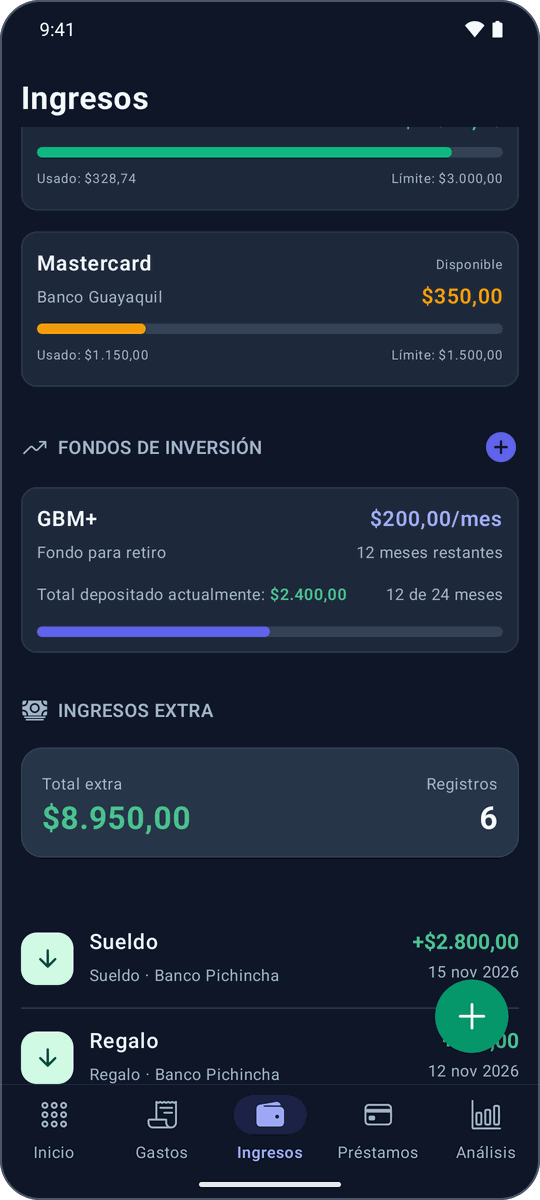 9:41
Ingresos
Usado: $328,74 Límite: $3.000,00
Mastercard Disponible
Banco Guayaquil $350,00
Usado: $1.150,00 Límite: $1.500,00
FONDOS DE INVERSIÓN
GBM+ $200,00/mes
Fondo para retiro 12 meses restantes
Total depositado actualmente: $2.400,00 12 de 24 meses
INGRESOS EXTRA
Total extra Registros
$8.950,00 6
Sueldo +$2.800,00
Sueldo · Banco Pichincha 15 nov 2026
Regalo
Regalo · Banco Pichincha 12 nov 2026
Inicio Gastos Ingresos Préstamos Análisis